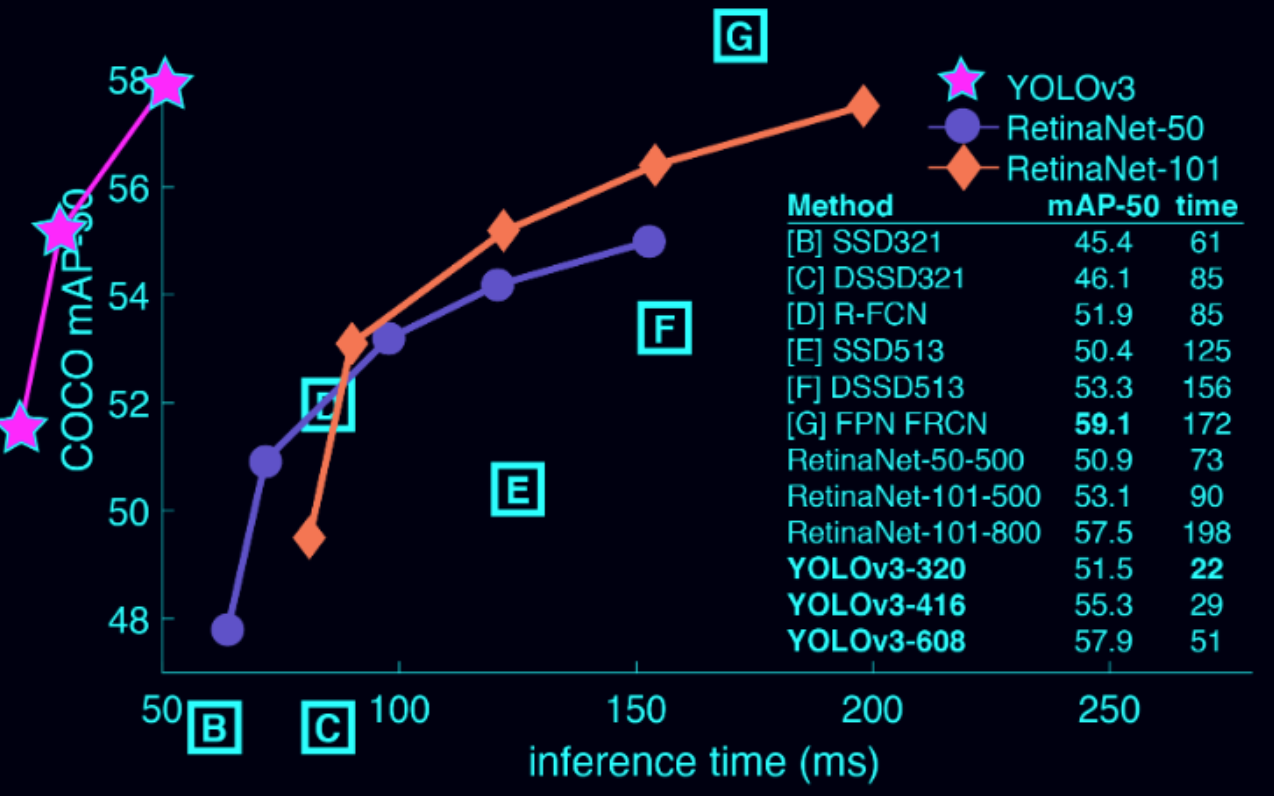 G
58
56
54
52
50
48
COCO mAP-50
D
E
F
YOLOv3
RetinaNet-50
RetinaNet-101
Method mAP-50 time
[B] SSD321 45.4 61
[C] DSSD321 46.1 85
[D] R-FCN 51.9 85
[E] SSD513 50.4 125
[F] DSSD513 53.3 156
[G] FPN FRCN 59.1 172
RetinaNet-50-500 50.9 73
RetinaNet-101-500 53.1 90
RetinaNet-101-800 57.5 198
YOLOv3-320 51.5 22
YOLOv3-416 55.3 29
YOLOv3-608 57.9 51
50 100 150 200 250
B C
inference time (ms)